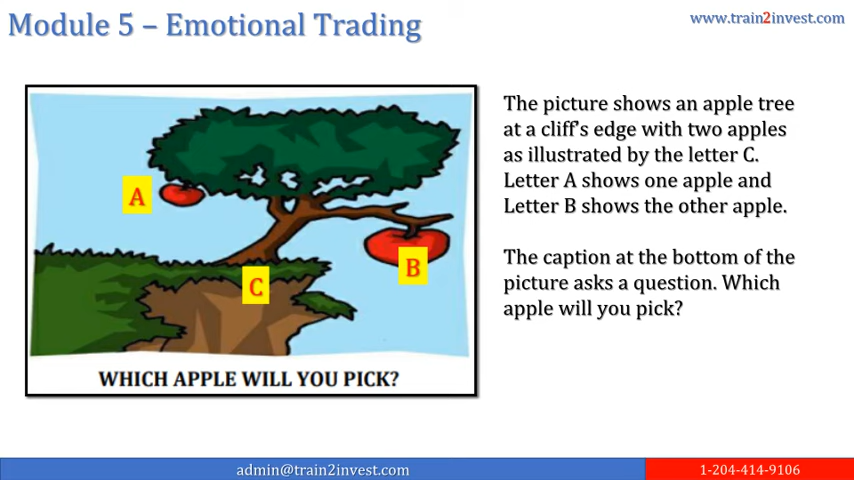 Module 5 – Emotional Trading
www.train2invest.com
A
B
C
WHICH APPLE WILL YOU PICK?
The picture shows an apple tree
at a cliff's edge with two apples
as illustrated by the letter C.
Letter A shows one apple and
Letter B shows the other apple.
The caption at the bottom of the
picture asks a question. Which
apple will you pick?
admin@train2invest.com
1-204-414-9106